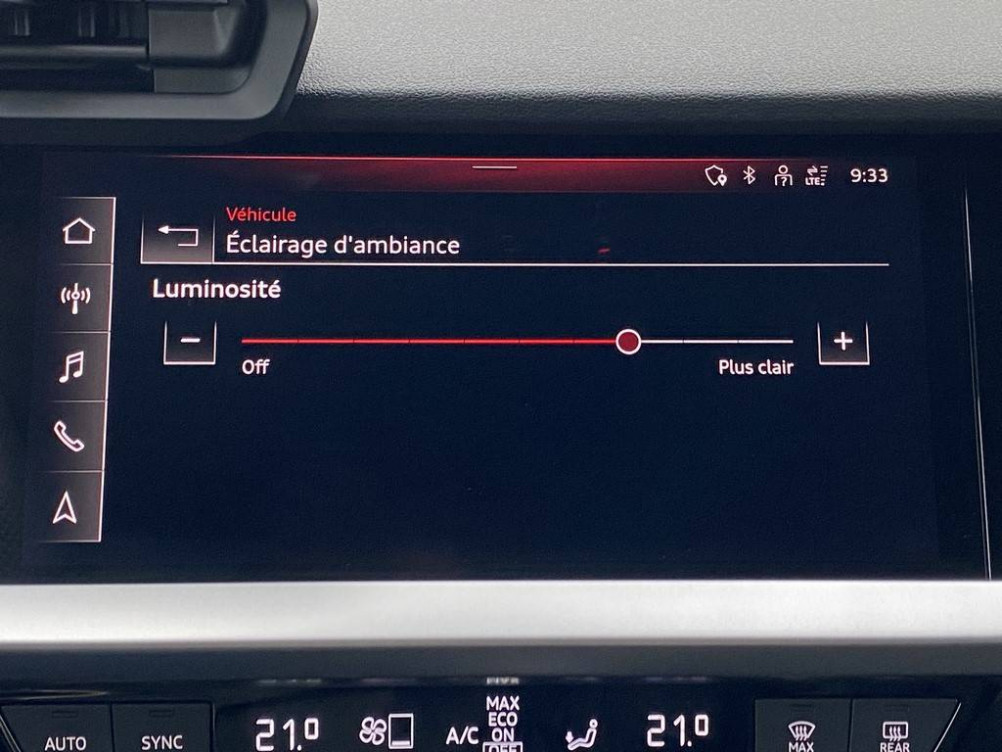 LTE 9:33
Véhicule
Éclairage d'ambiance
Luminosité
− +
Off Plus clair
MAX
ECO
AUTO SYNC 21.0 A/C ON 21.0 MAX REAR
OFF